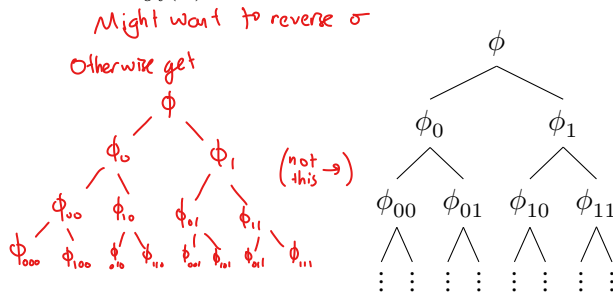 Might want to reverse σ
Otherwise get
ϕ
ϕ₀ ϕ₁
ϕ₀₀ ϕ₁₀ ϕ₀₁ ϕ₁₁
ϕ₀₀₀ ϕ₁₀₀ ϕ₀₁₀ ϕ₁₁₀ ϕ₀₀₁ ϕ₁₀₁ ϕ₀₁₁ ϕ₁₁₁
(not
this →)
ϕ
ϕ₀ ϕ₁
ϕ₀₀ ϕ₀₁ ϕ₁₀ ϕ₁₁
⋮ ⋮ ⋮ ⋮ ⋮ ⋮ ⋮ ⋮